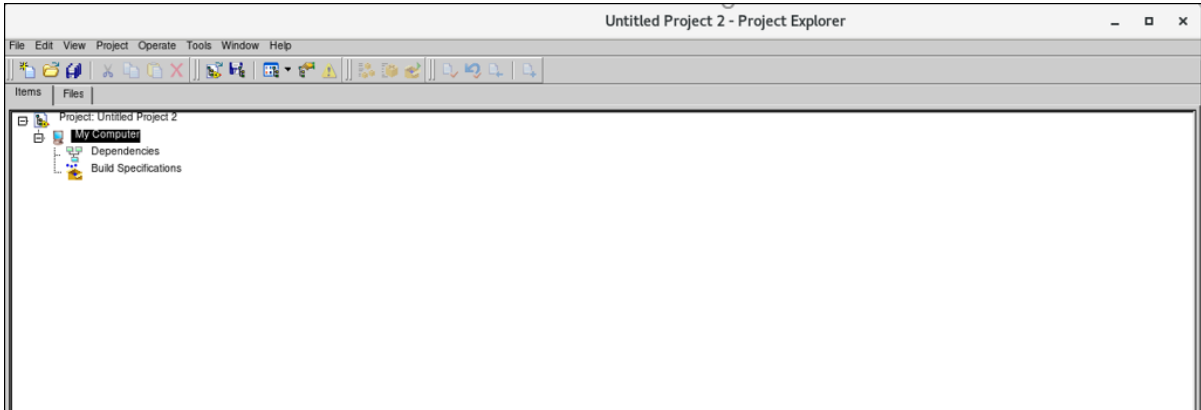 Untitled Project 2 - Project Explorer
File Edit View Project Operate Tools Window Help
Items Files
Project: Untitled Project 2
My Computer
Dependencies
Build Specifications